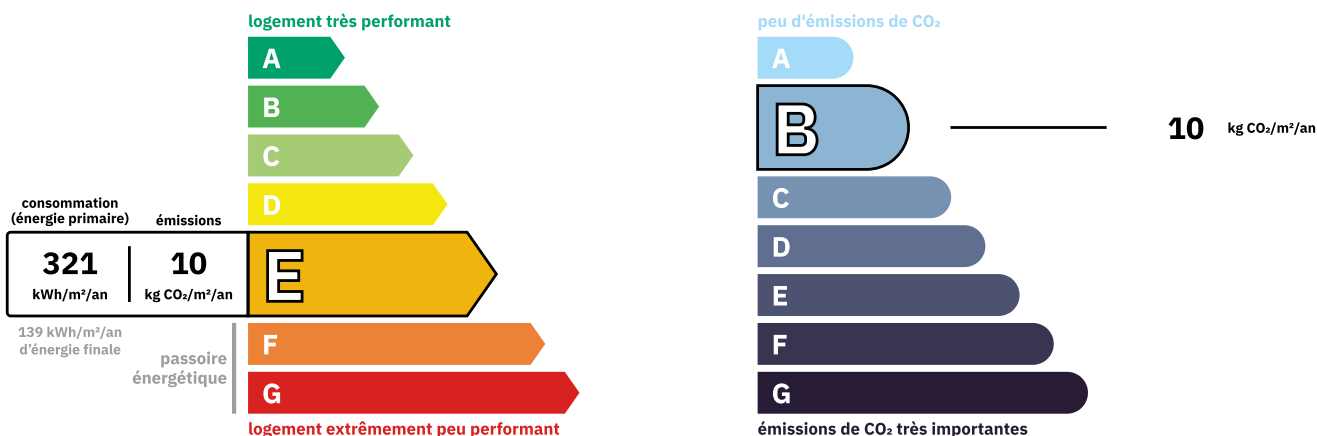 logement très performant
A
B
C
D
consommation
(énergie primaire)
émissions
321
kWh/m²/an
10
kg CO₂/m²/an
E
139 kWh/m²/an
d'énergie finale
passoire
énergétique
F
G
logement extrêmement peu performant
peu d'émissions de CO₂
A
B
10
kg CO₂/m²/an
C
D
E
F
G
émissions de CO₂ très importantes